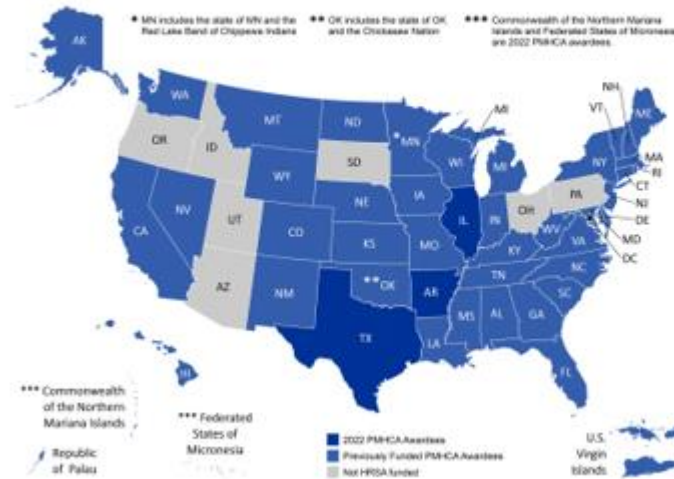 * MN includes the state of MN and the
Red Lake Band of Chippewa Indians
** OK includes the state of OK
and the Chickasaw Nation
*** Commonwealth of the Northern Mariana
Islands and Federated States of Micronesia
are 2022 PMHCA awardees.
AK
WA
MT
ND
*MN
MI
NH
VT
ME
OR
ID
SD
WI
MI
NY
MA
RI
CT
WY
IA
PA
NJ
NV
NE
IL
IN
OH
DE
UT
CO
WV
MD
CA
KS
MO
KY
VA
DC
AZ
NM
**OK
AR
TN
NC
SC
MS
AL
GA
TX
LA
FL
HI
*** Commonwealth
of the Northern
Mariana Islands
*** Federated
States of
Micronesia
Republic
of Palau
2022 PMHCA Awardees
Previously Funded PMHCA Awardees
Not HRSA funded
U.S.
Virgin
Islands